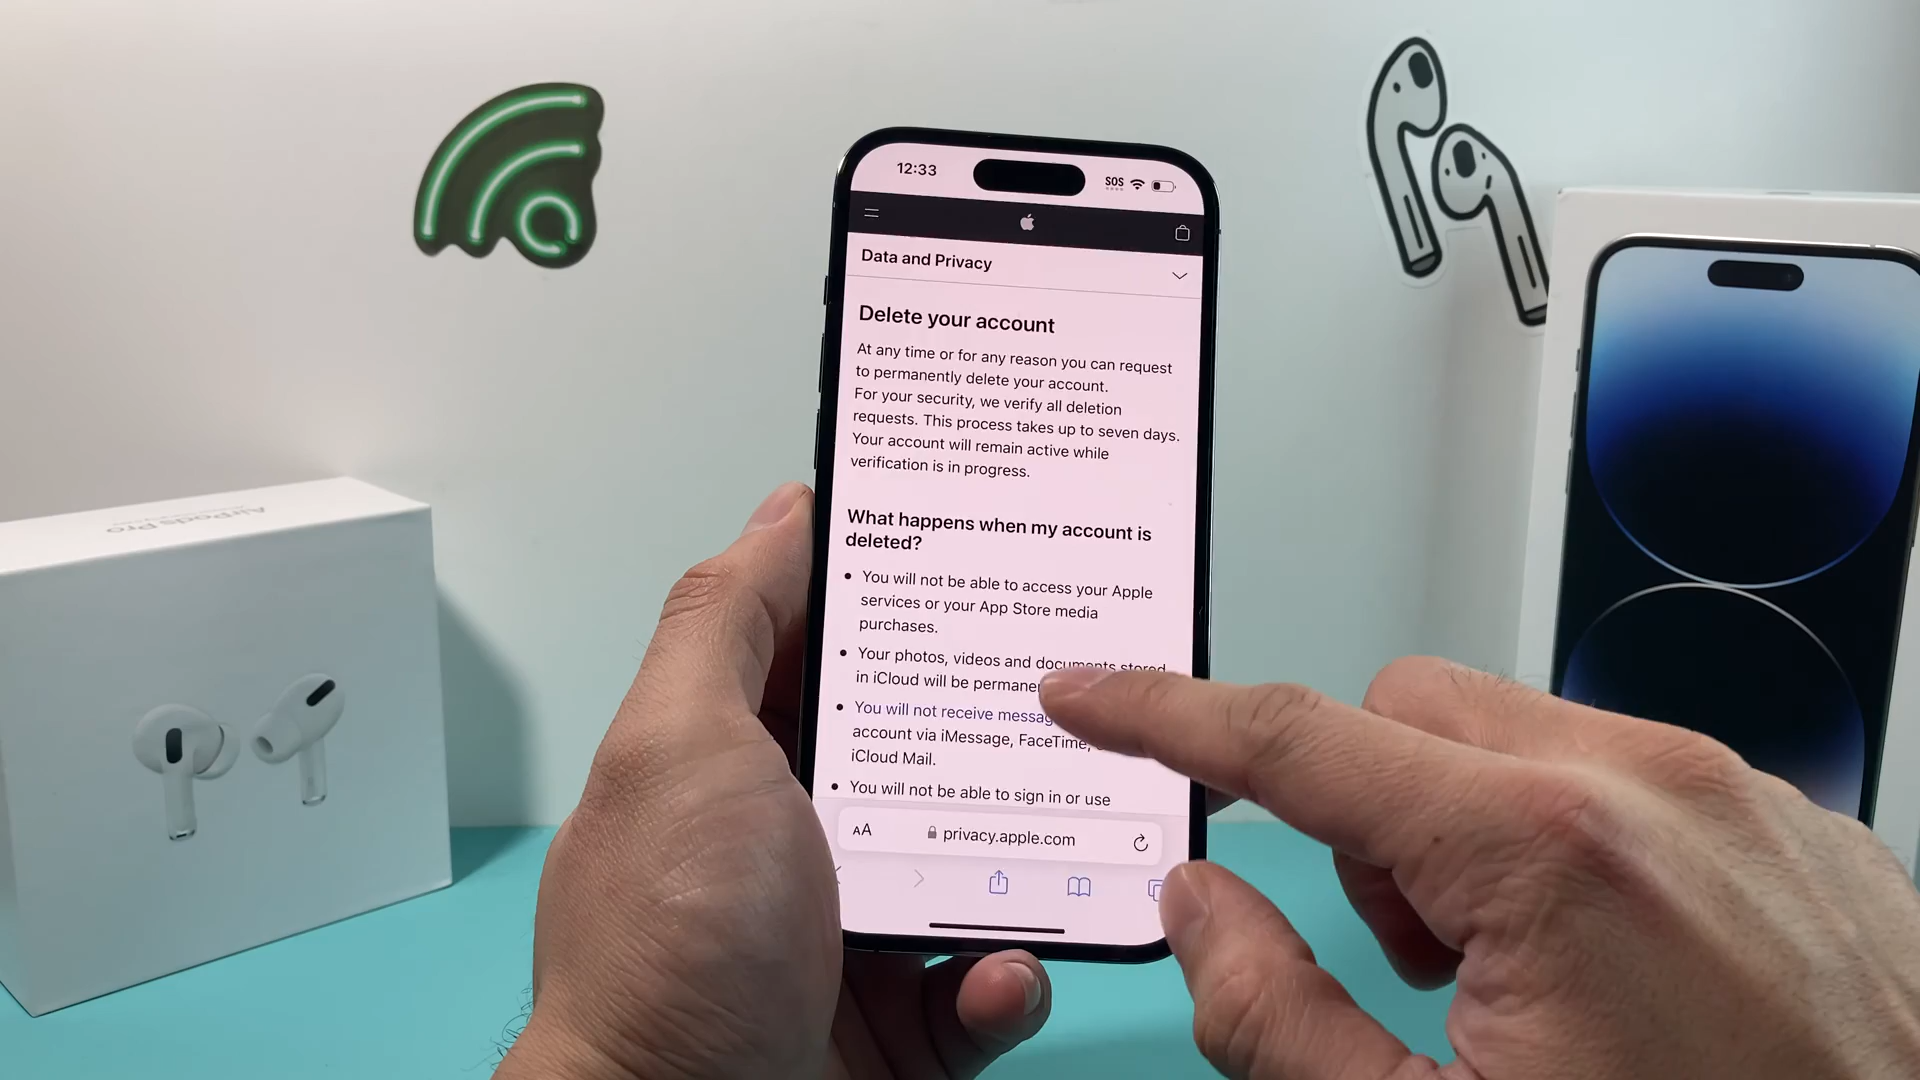 12:33
SOS
Data and Privacy
Delete your account
At any time or for any reason you can request
to permanently delete your account.
For your security, we verify all deletion
requests. This process takes up to seven days.
Your account will remain active while
verification is in progress.
What happens when my account is
deleted?
You will not be able to access your Apple
services or your App Store media
purchases.
Your photos, videos and documents stored
in iCloud will be
You will not receive
account via iMessage, FaceTime,
iCloud Mail.
You will not be able to sign in or use
AA
privacy.apple.com
AirPods Pro